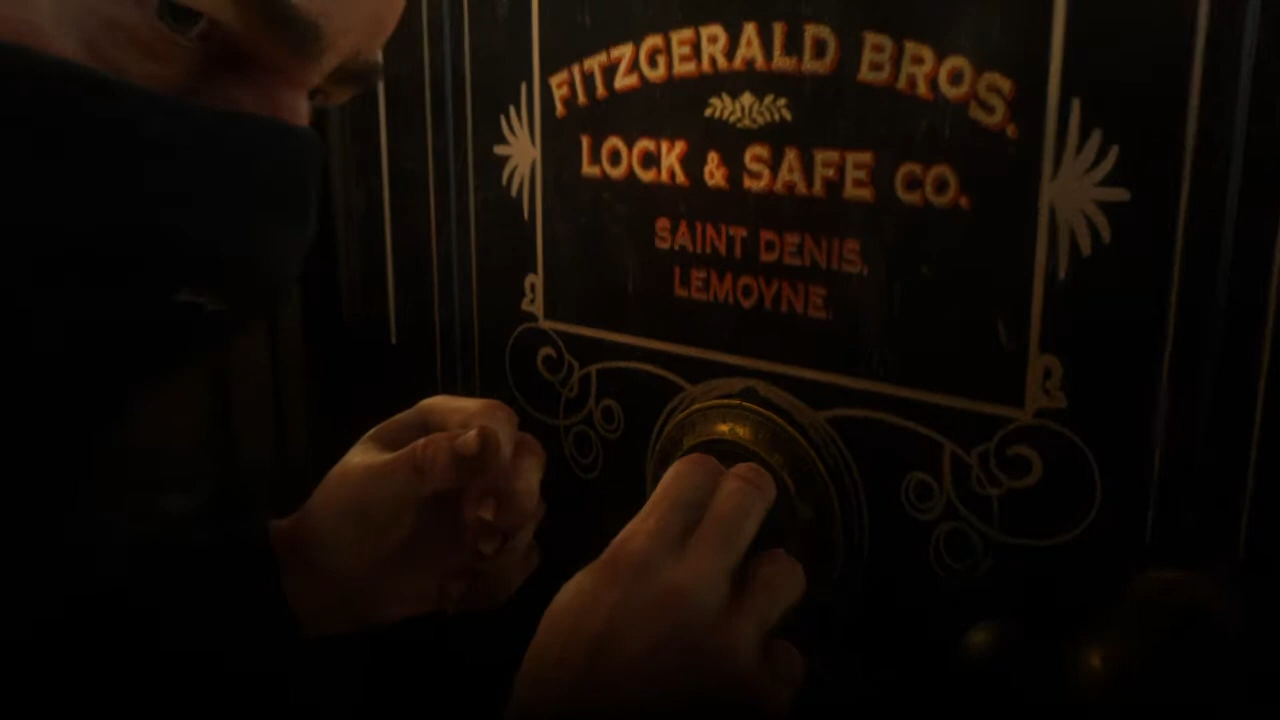 FITZGERALD BROS.
LOCK & SAFE CO.
SAINT DENIS,
LEMOYNE.